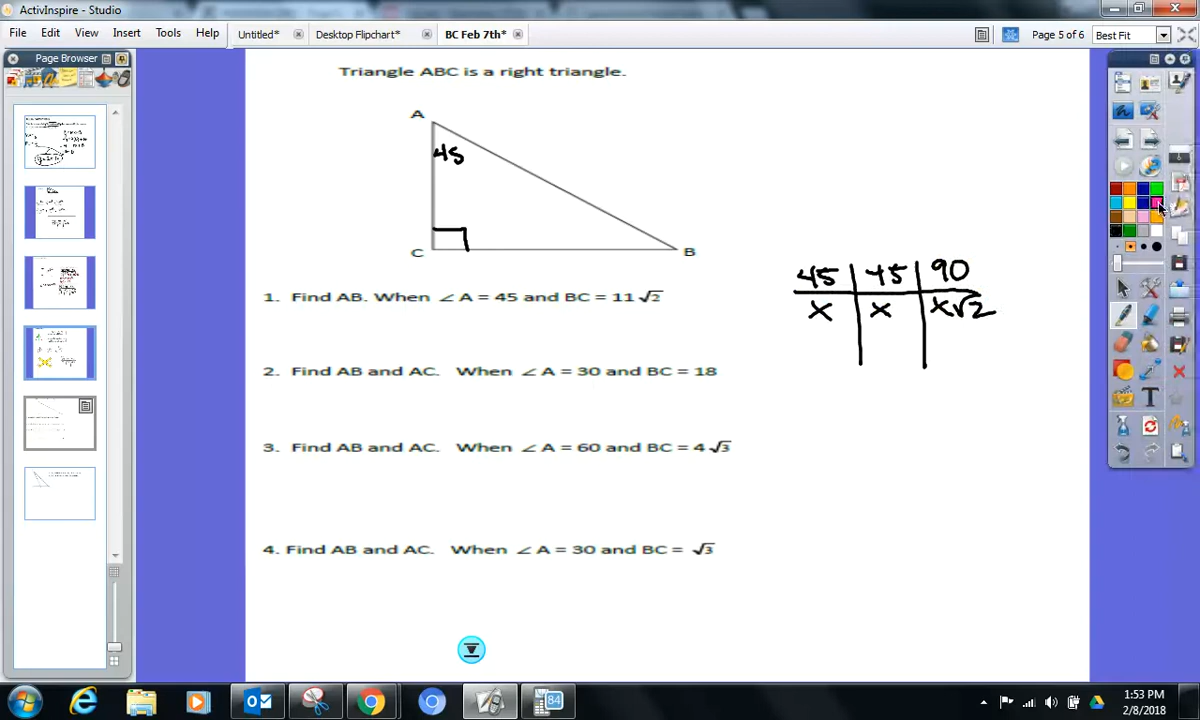 ActivInspire - Studio
File Edit View Insert Tools Help
Untitled* Desktop Flipchart* BC Feb 7th*
Page 5 of 6 Best Fit
Page Browser
Triangle ABC is a right triangle.
A
45
C
B
45 | 45 | 90
x | x | x√2
1. Find AB. When ∠ A = 45 and BC = 11 √2
2. Find AB and AC. When ∠ A = 30 and BC = 18
3. Find AB and AC. When ∠ A = 60 and BC = 4 √3
4. Find AB and AC. When ∠ A = 30 and BC = √3
84
1:53 PM
2/8/2018